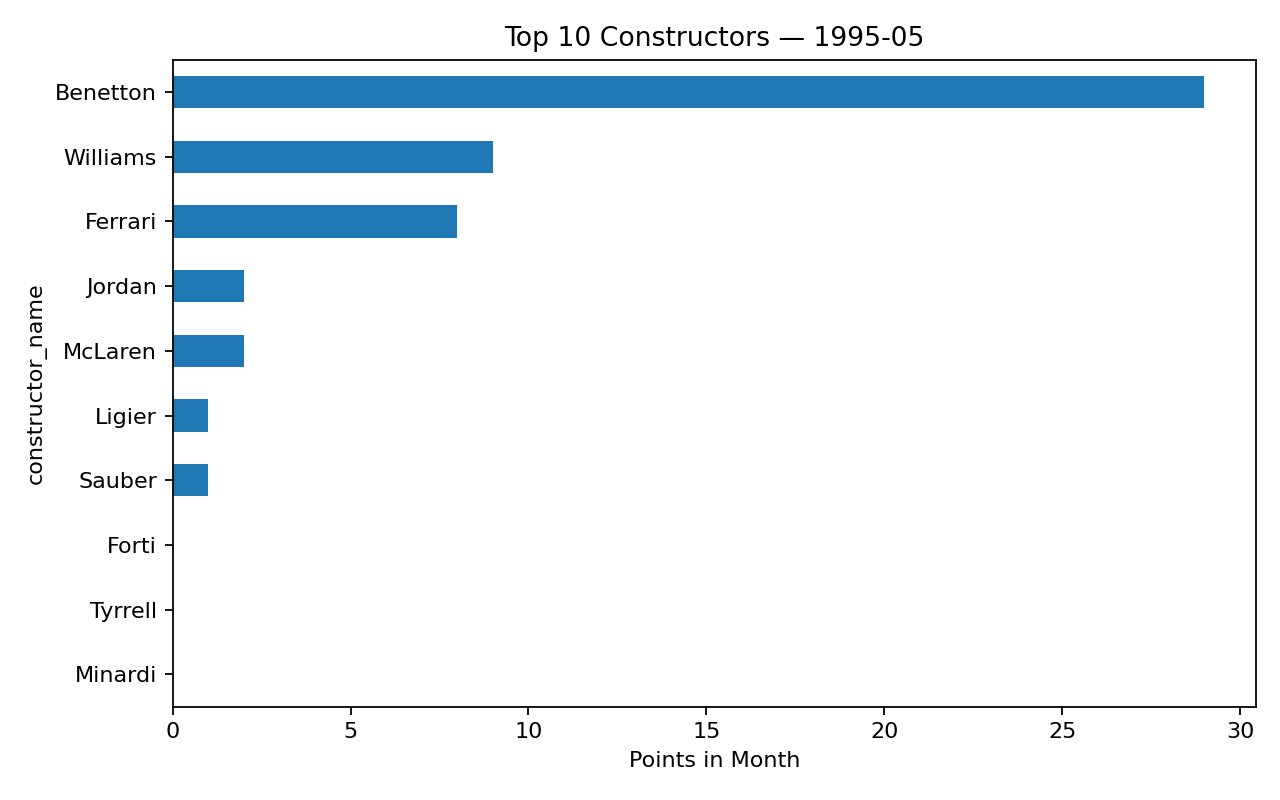 Top 10 Constructors — 1995-05
constructor_name
Benetton
Williams
Ferrari
Jordan
McLaren
Ligier
Sauber
Forti
Tyrrell
Minardi
0 5 10 15 20 25 30
Points in Month